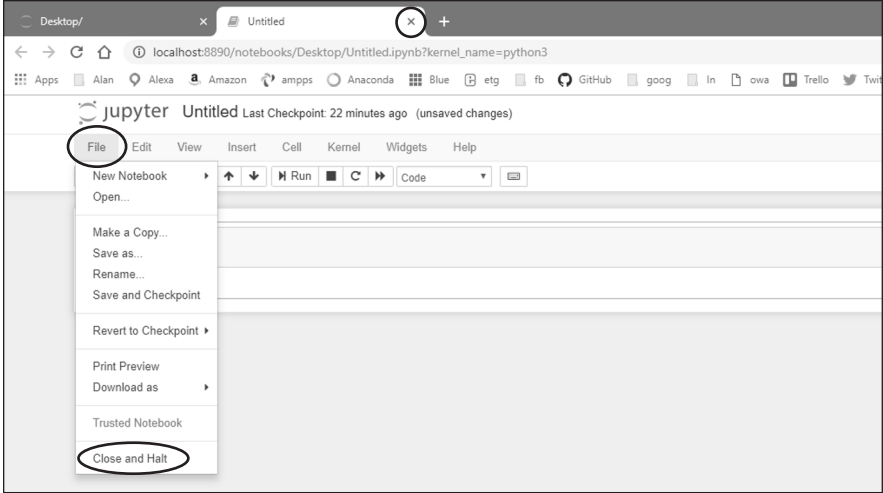 Desktop/ × Untitled × +
localhost:8890/notebooks/Desktop/Untitled.ipynb?kernel_name=python3
Apps Alan Alexa a Amazon ampps Anaconda Blue etg fb GitHub goog In owa Trello Twit
jupyter Untitled Last Checkpoint: 22 minutes ago (unsaved changes)
File Edit View Insert Cell Kernel Widgets Help
New Notebook Run Code
Open...
Make a Copy...
Save as...
Rename...
Save and Checkpoint
Revert to Checkpoint
Print Preview
Download as
Trusted Notebook
Close and Halt